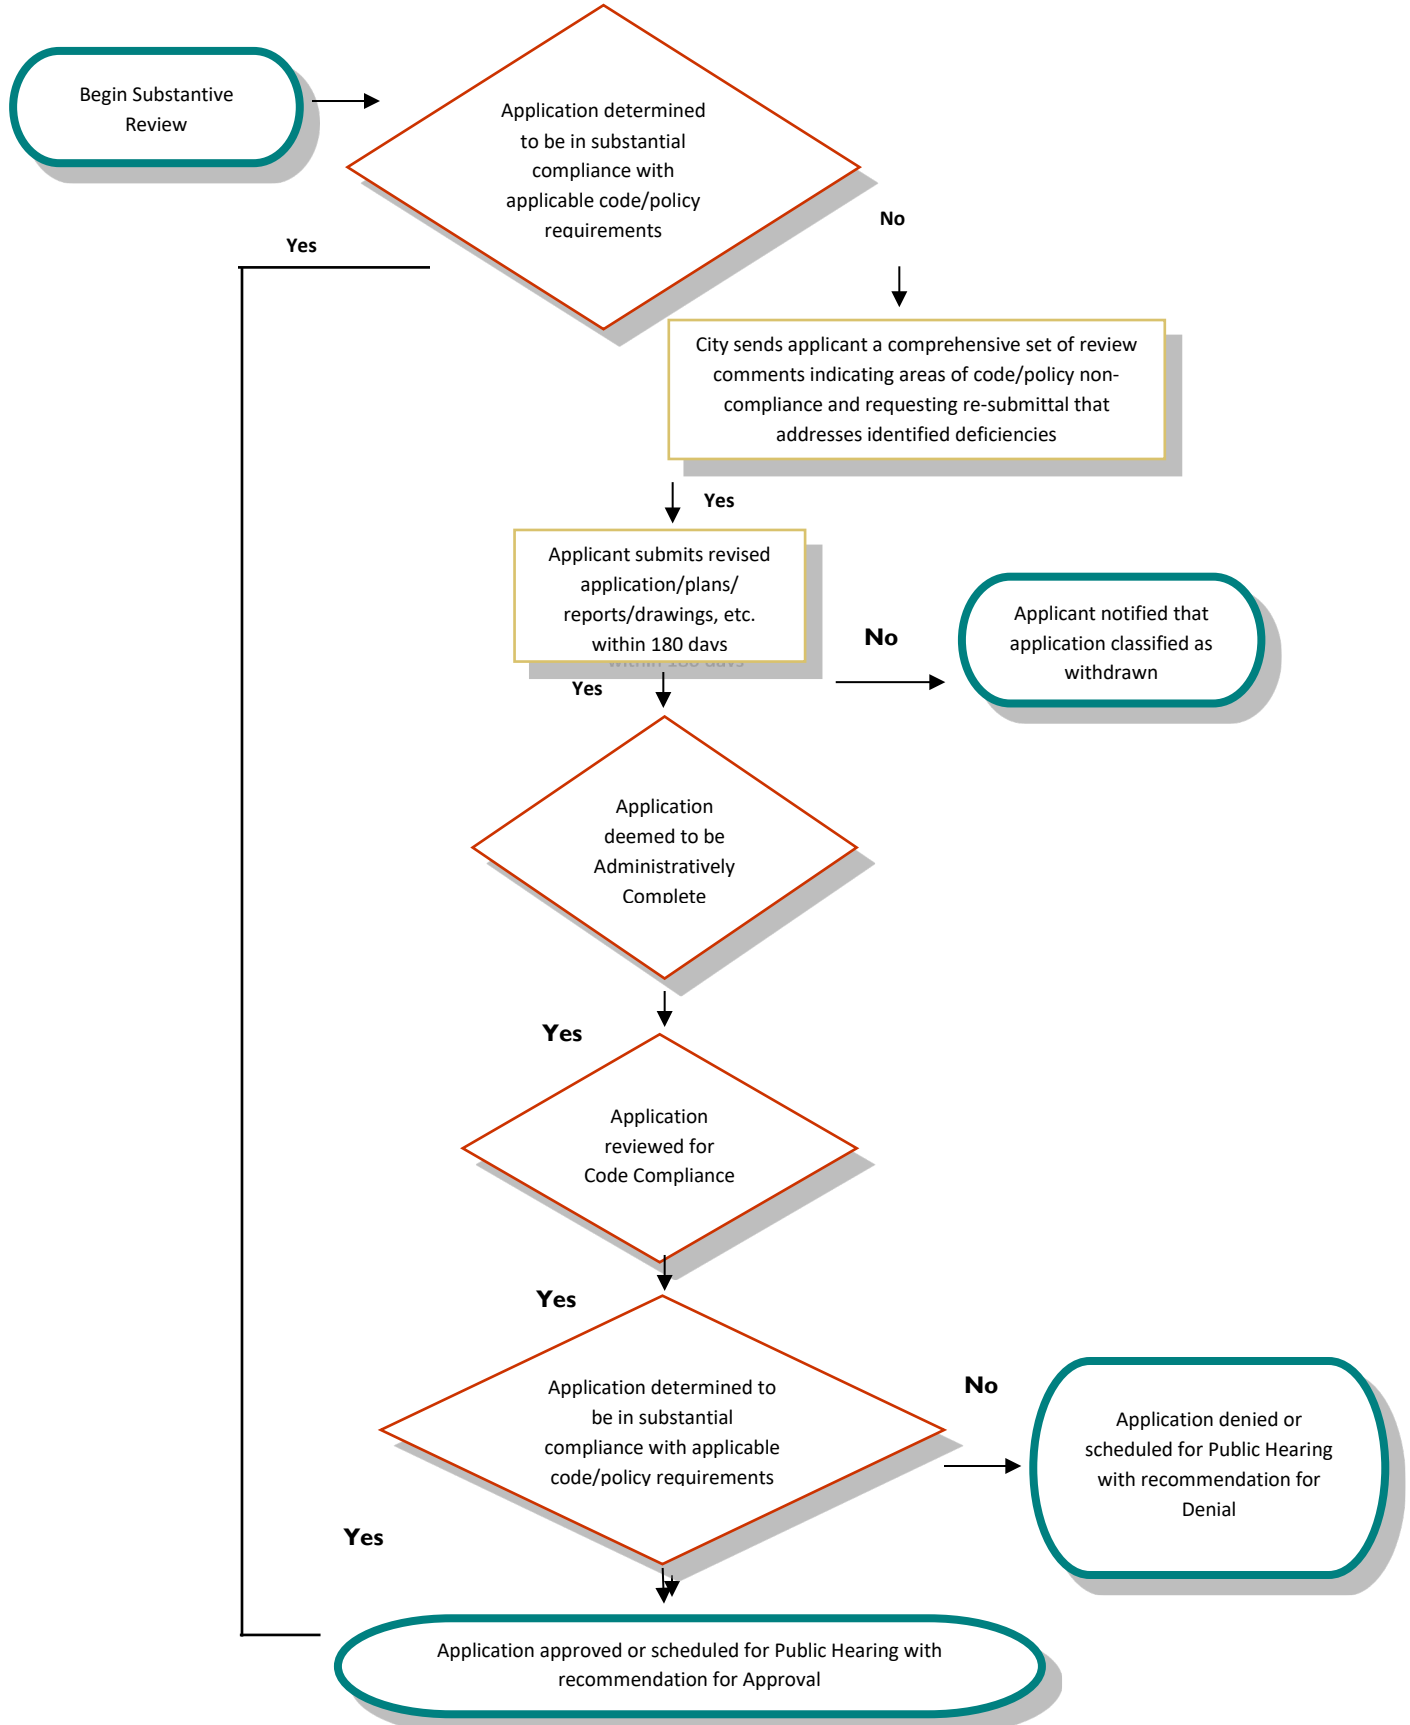 Begin Substantive
Review
Application determined
to be in substantial
compliance with
applicable code/policy
requirements
No
Yes
City sends applicant a comprehensive set of review
comments indicating areas of code/policy non-
compliance and requesting re-submittal that
addresses identified deficiencies
Yes
Applicant submits revised
application/plans/
reports/drawings, etc.
within 180 days
No
Applicant notified that
application classified as
withdrawn
Yes
Application
deemed to be
Administratively
Complete
Yes
Application
reviewed for
Code Compliance
Yes
Application determined to
be in substantial
compliance with applicable
code/policy requirements
No
Application denied or
scheduled for Public Hearing
with recommendation for
Denial
Yes
Application approved or scheduled for Public Hearing with
recommendation for Approval